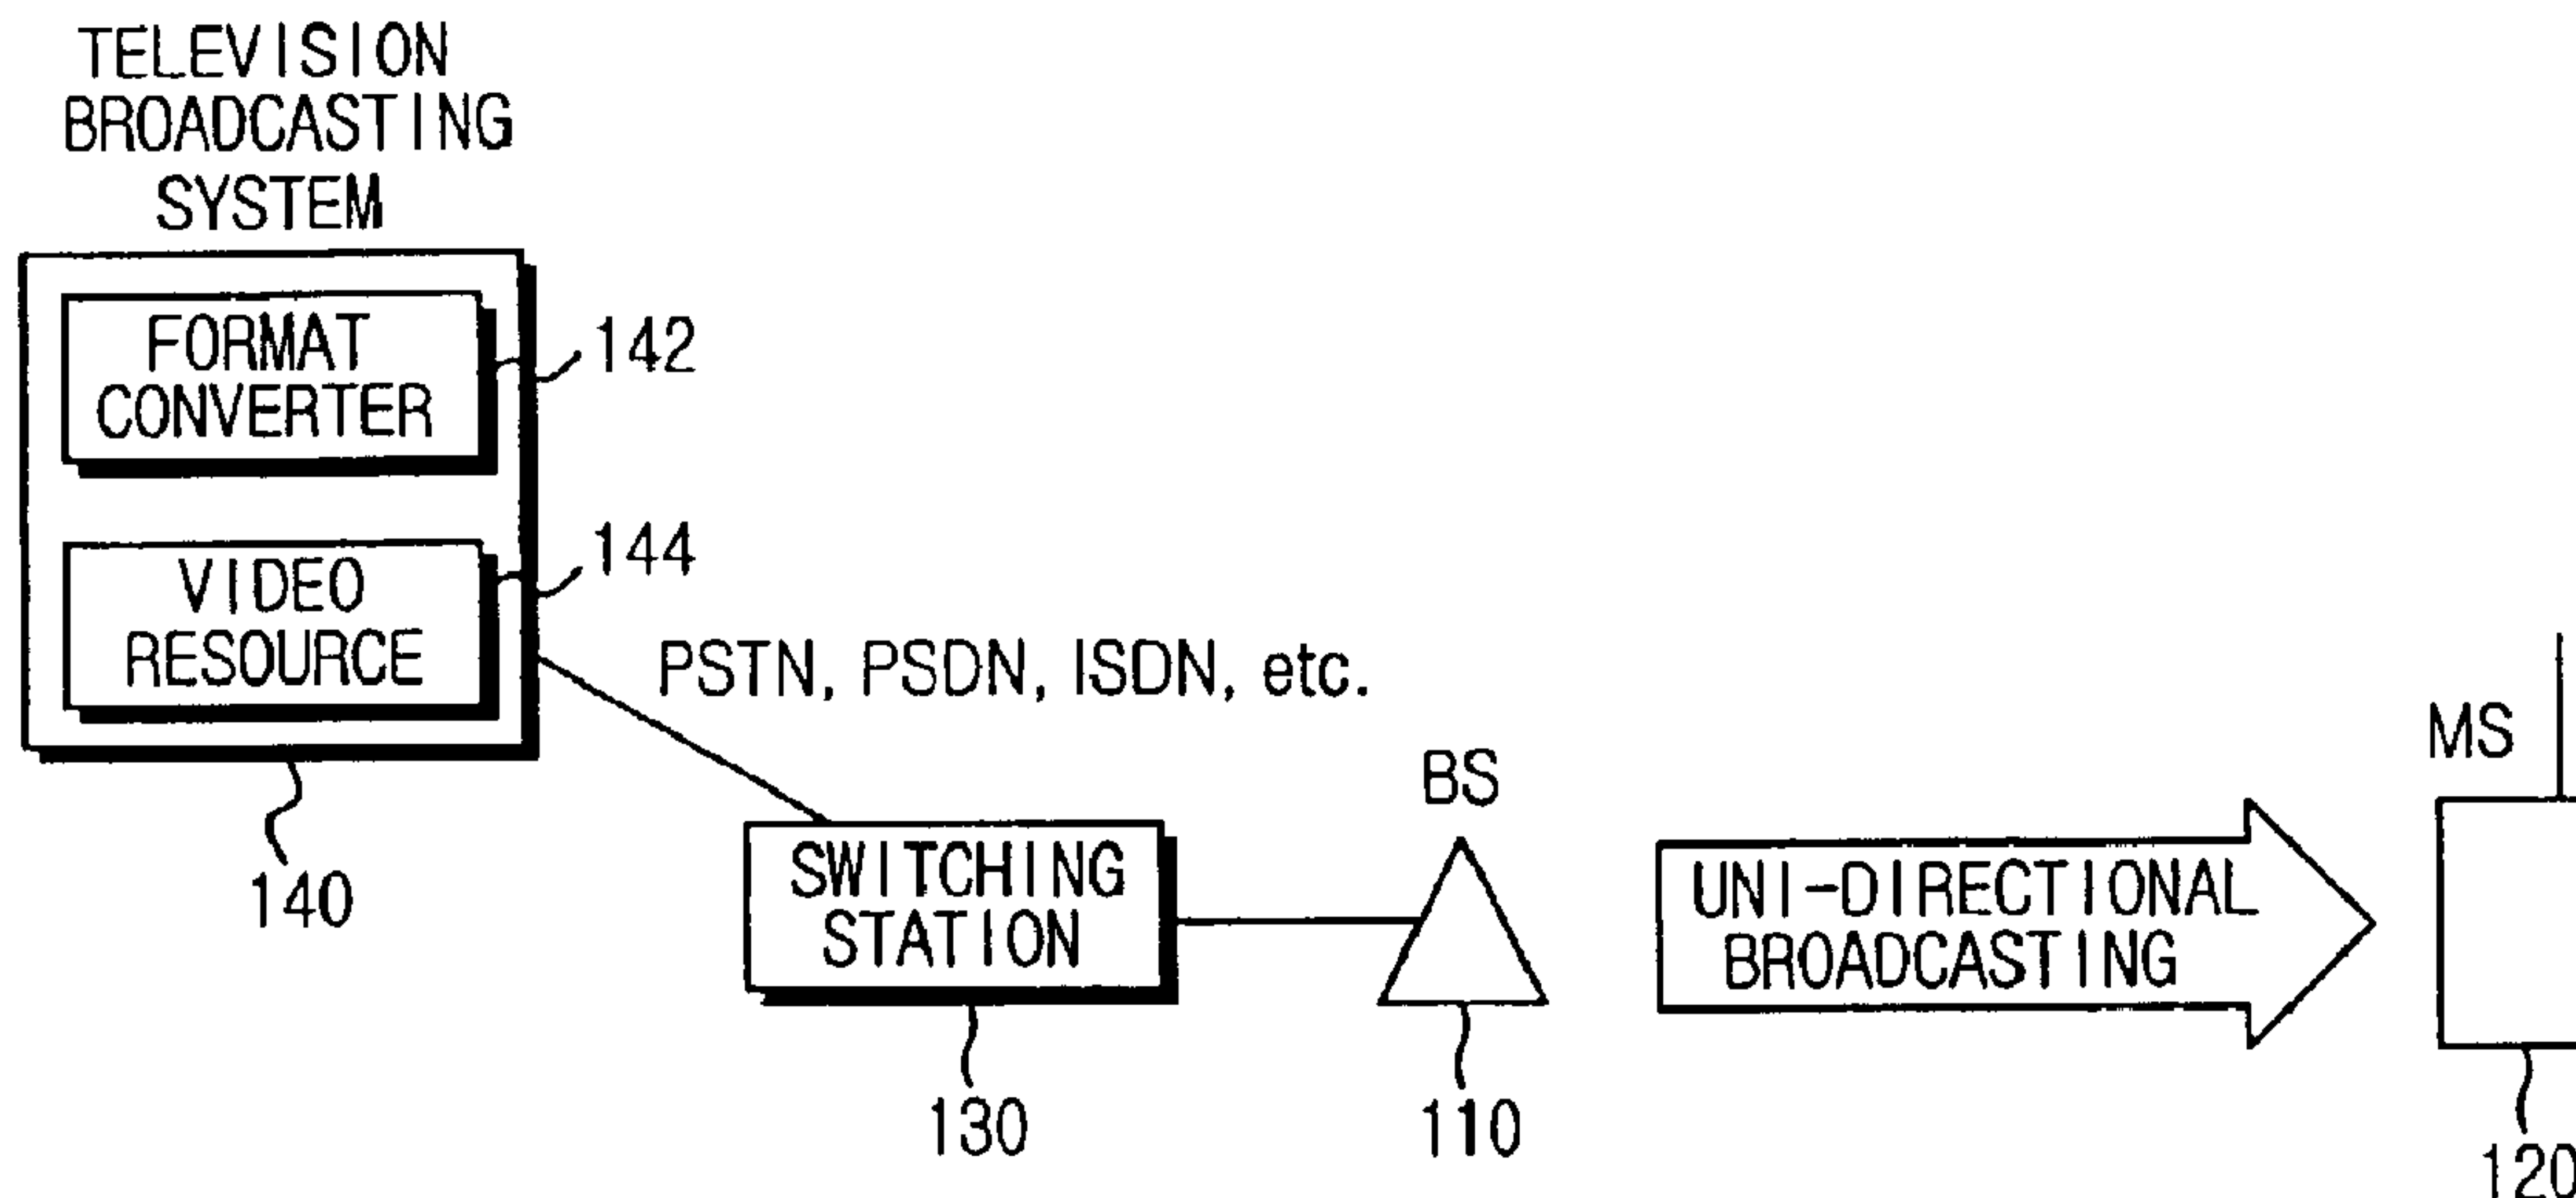 TELEVISION
BROADCASTING
SYSTEM
FORMAT
CONVERTER
142
VIDEO
RESOURCE
144
PSTN, PSDN, ISDN, etc.
140
SWITCHING
STATION
130
BS
110
UNI-DIRECTIONAL
BROADCASTING
MS
120